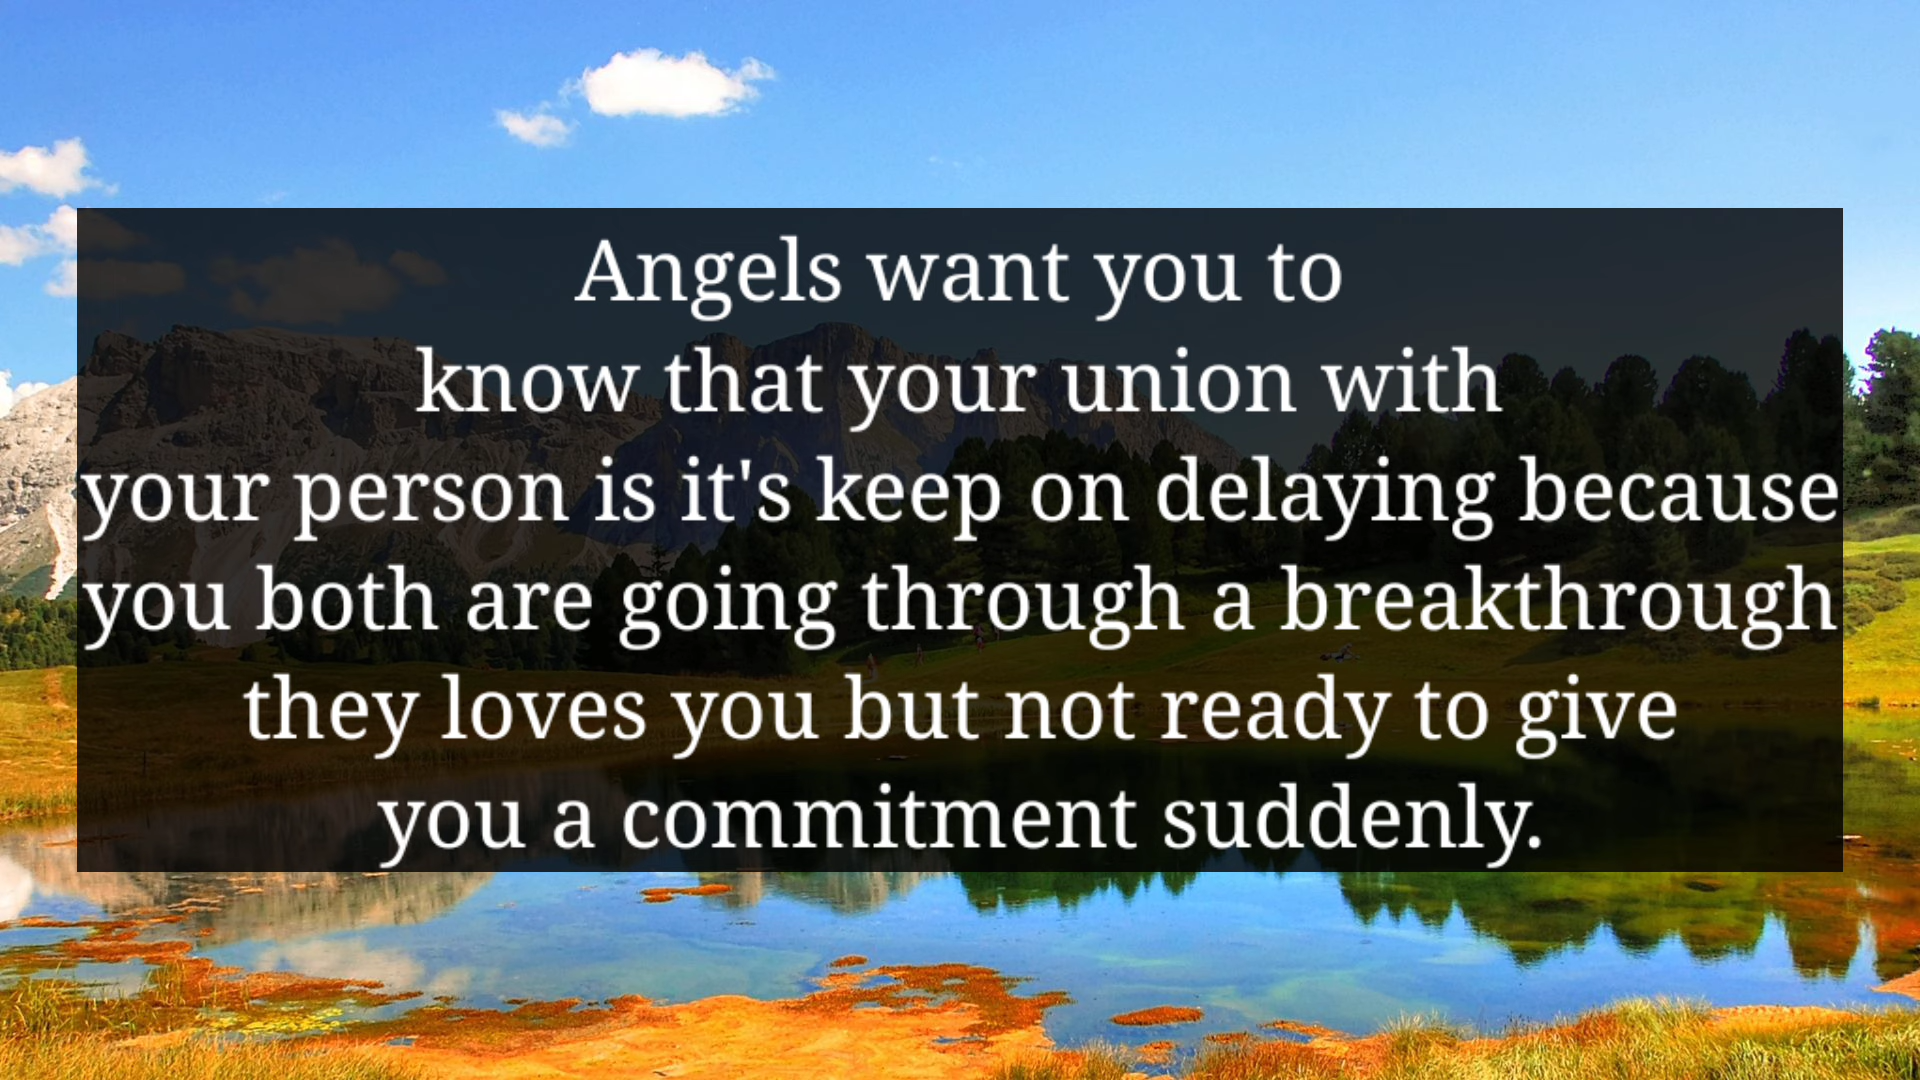 Angels want you to
know that your union with
your person is it's keep on delaying because
you both are going through a breakthrough
they loves you but not ready to give
you a commitment suddenly.